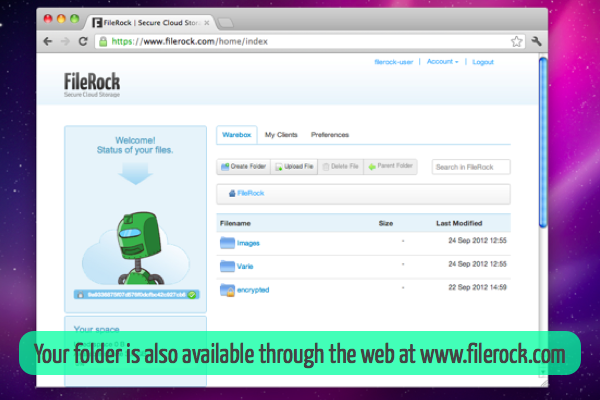 FileRock | Secure Cloud Stora
https://www.filerock.com/home/index
filerock-user | Account | Logout
FileRock
Secure Cloud Storage
Welcome!
Status of your files.
Warebox My Clients Preferences
Create Folder Upload File Delete File Parent Folder
Search in FileRock
FileRock
Filename Size Last Modified
Images - 24 Sep 2012 12:55
Varie - 24 Sep 2012 12:55
encrypted - 22 Sep 2012 14:59
Your space
Your folder is also available through the web at www.filerock.com